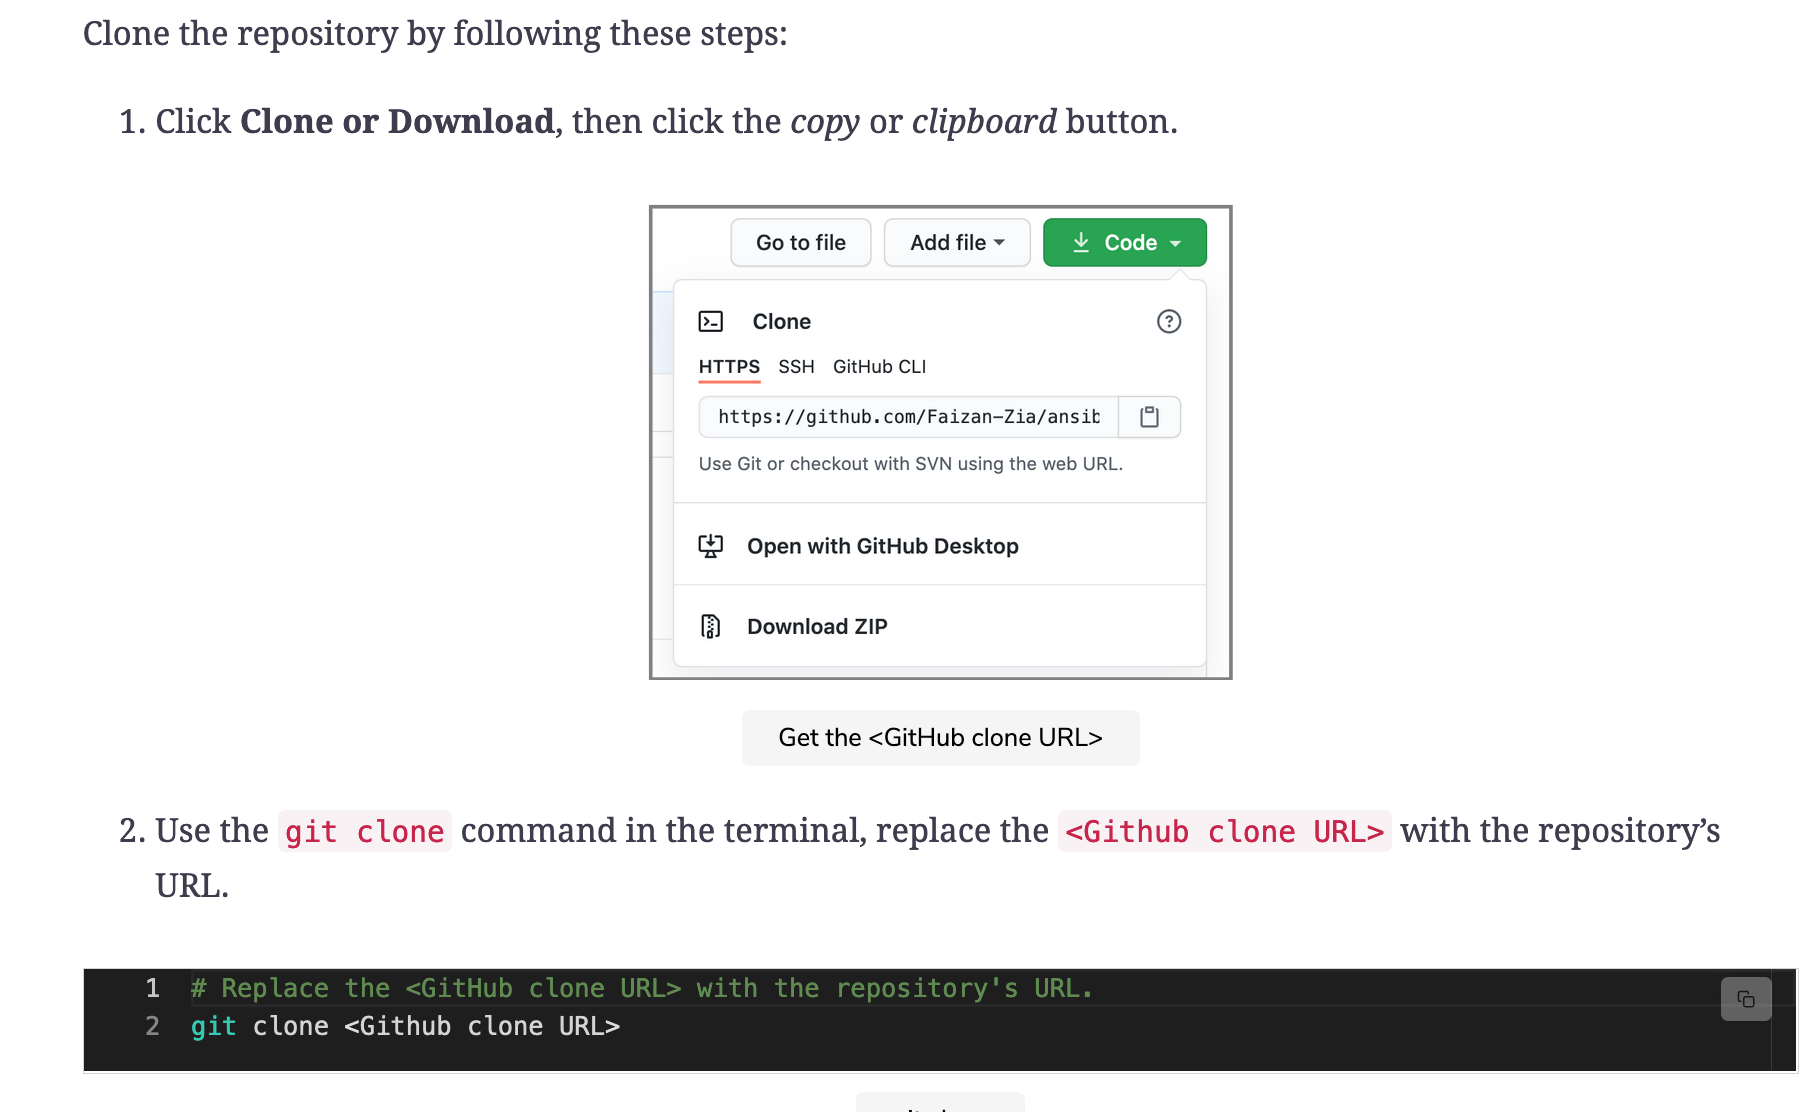 Clone the repository by following these steps:
1. Click Clone or Download, then click the copy or clipboard button.
Go to file Add file Code
Clone
HTTPS SSH GitHub CLI
https://github.com/Faizan-Zia/ansib
Use Git or checkout with SVN using the web URL.
Open with GitHub Desktop
Download ZIP
Get the <GitHub clone URL>
2. Use the git clone command in the terminal, replace the <Github clone URL> with the repository’s
URL.
1 # Replace the <GitHub clone URL> with the repository's URL.
2 git clone <Github clone URL>